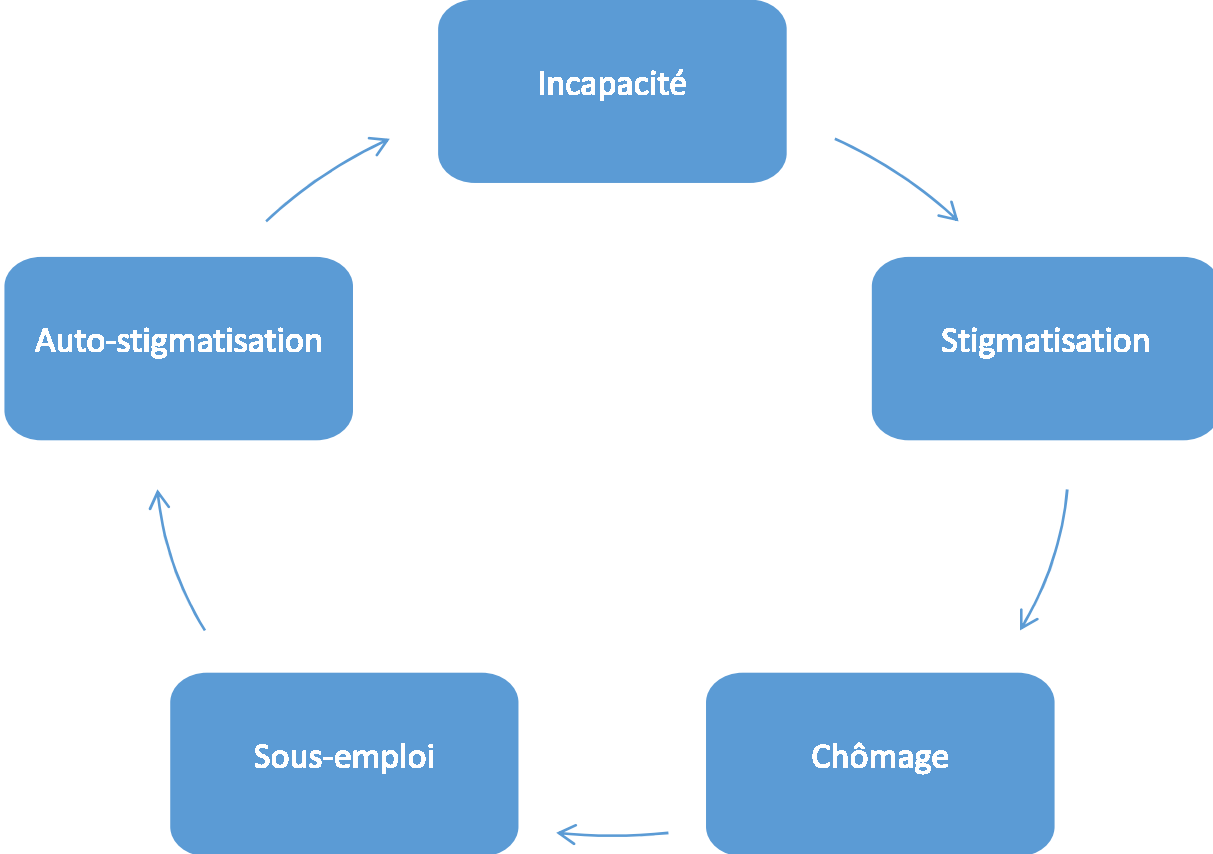 Incapacité
Auto-stigmatisation
Stigmatisation
Sous-emploi
Chômage